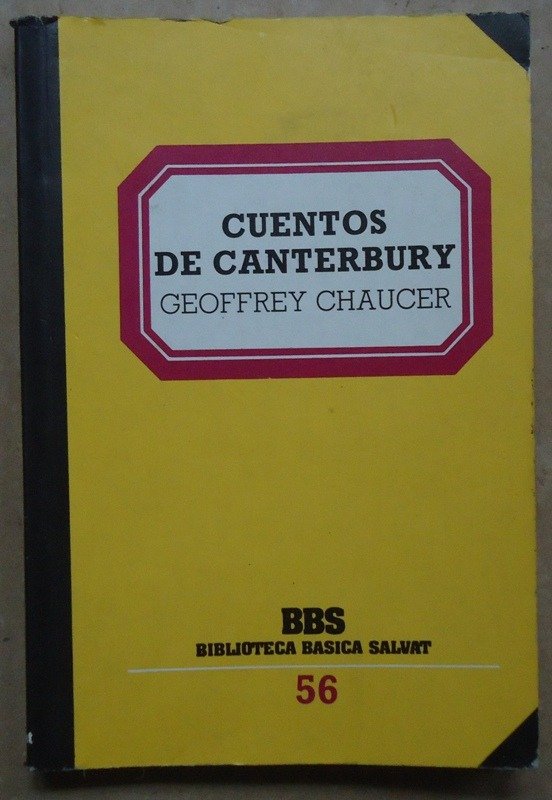 CUENTOS
DE CANTERBURY
GEOFFREY CHAUCER
BBS
BIBLIOTECA BASICA SALVAT
56